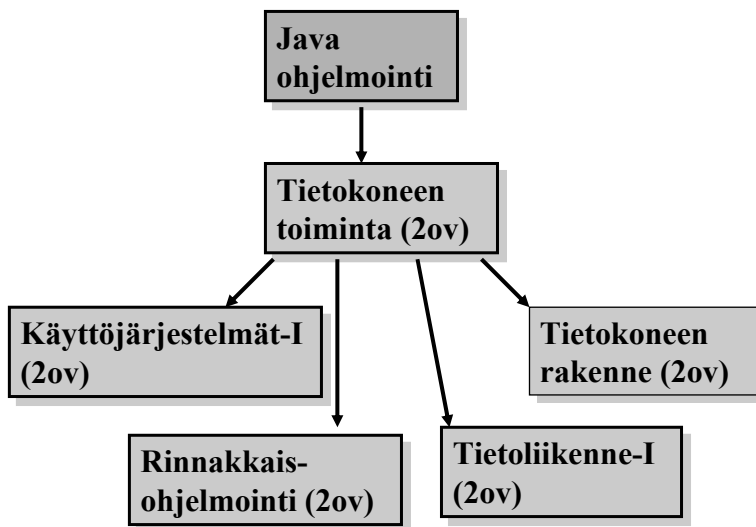 Java
ohjelmointi
Tietokoneen
toiminta (2ov)
Käyttöjärjestelmät-I
(2ov)
Tietokoneen
rakenne (2ov)
Rinnakkais-
ohjelmointi (2ov)
Tietoliikenne-I
(2ov)